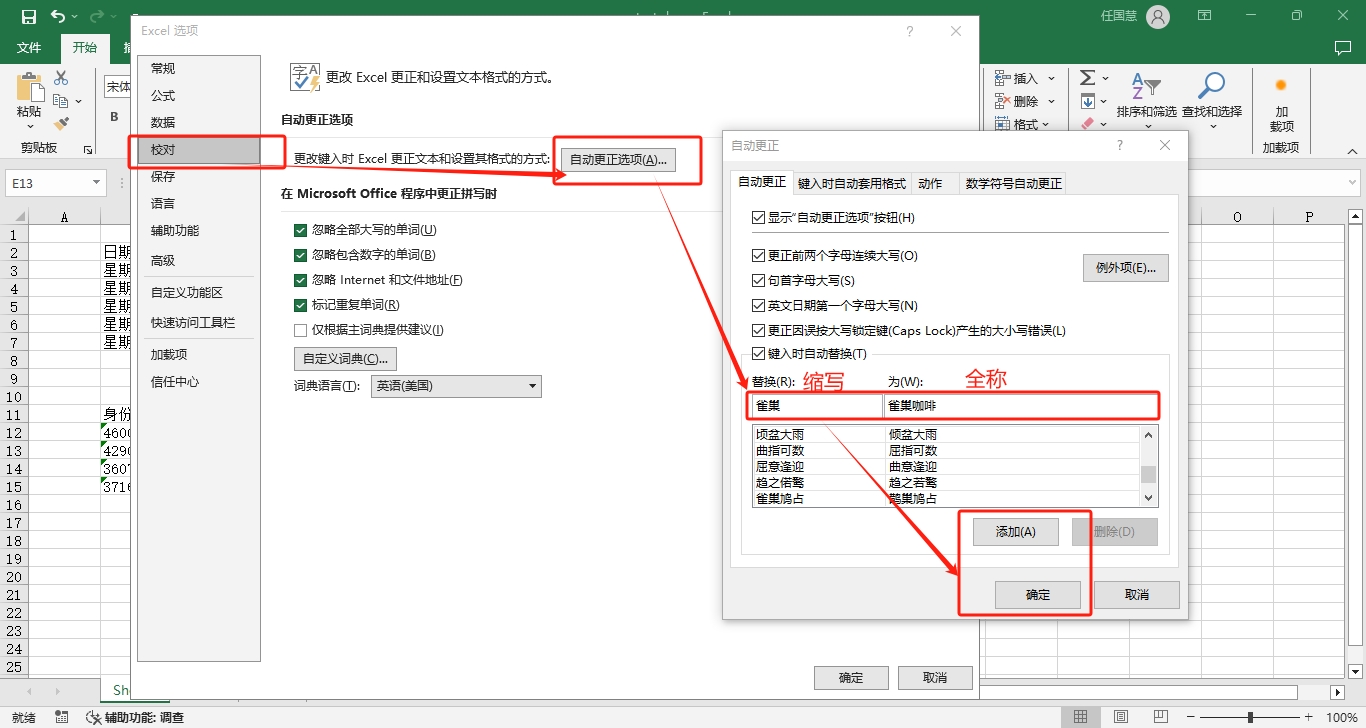 任国慧
文件
开始
粘贴
剪贴板
宋体
B
插入
删除
格式
排序和筛选
查找和选择
加
载项
加载项
E13
A
O
P
1
2
3
4
5
6
7
8
9
10
11
12
13
14
15
16
17
18
19
20
21
22
23
24
25
日期
星期
星期
星期
星期
星期
身份
4600
4290
3607
3716
Excel 选项
常规
公式
数据
校对
保存
语言
辅助功能
高级
自定义功能区
快速访问工具栏
加载项
信任中心
更改 Excel 更正和设置文本格式的方式。
自动更正选项
更改键入时 Excel 更正文本和设置其格式的方式:
自动更正选项(A)...
在 Microsoft Office 程序中更正拼写时
忽略全部大写的单词(U)
忽略包含数字的单词(B)
忽略 Internet 和文件地址(F)
标记重复单词(R)
仅根据主词典提供建议(I)
自定义词典(C)...
词典语言(T): 英语(美国)
确定 取消
自动更正
自动更正 键入时自动套用格式 动作 数学符号自动更正
显示“自动更正选项”按钮(H)
更正前两个字母连续大写(O)
句首字母大写(S)
例外项(E)...
英文日期第一个字母大写(N)
更正因误按大写锁定键(Caps Lock)产生的大小写错误(L)
键入时自动替换(T)
替换(R): 缩写 为(W): 全称
雀巢 雀巢咖啡
顷盆大雨 倾盆大雨
曲指可数 屈指可数
屈意逢迎 曲意逢迎
趋之偌骛 趋之若骛
雀巢鸠占 鹊巢鸠占
添加(A) 删除(D)
确定 取消
就绪
辅助功能: 调查
100%